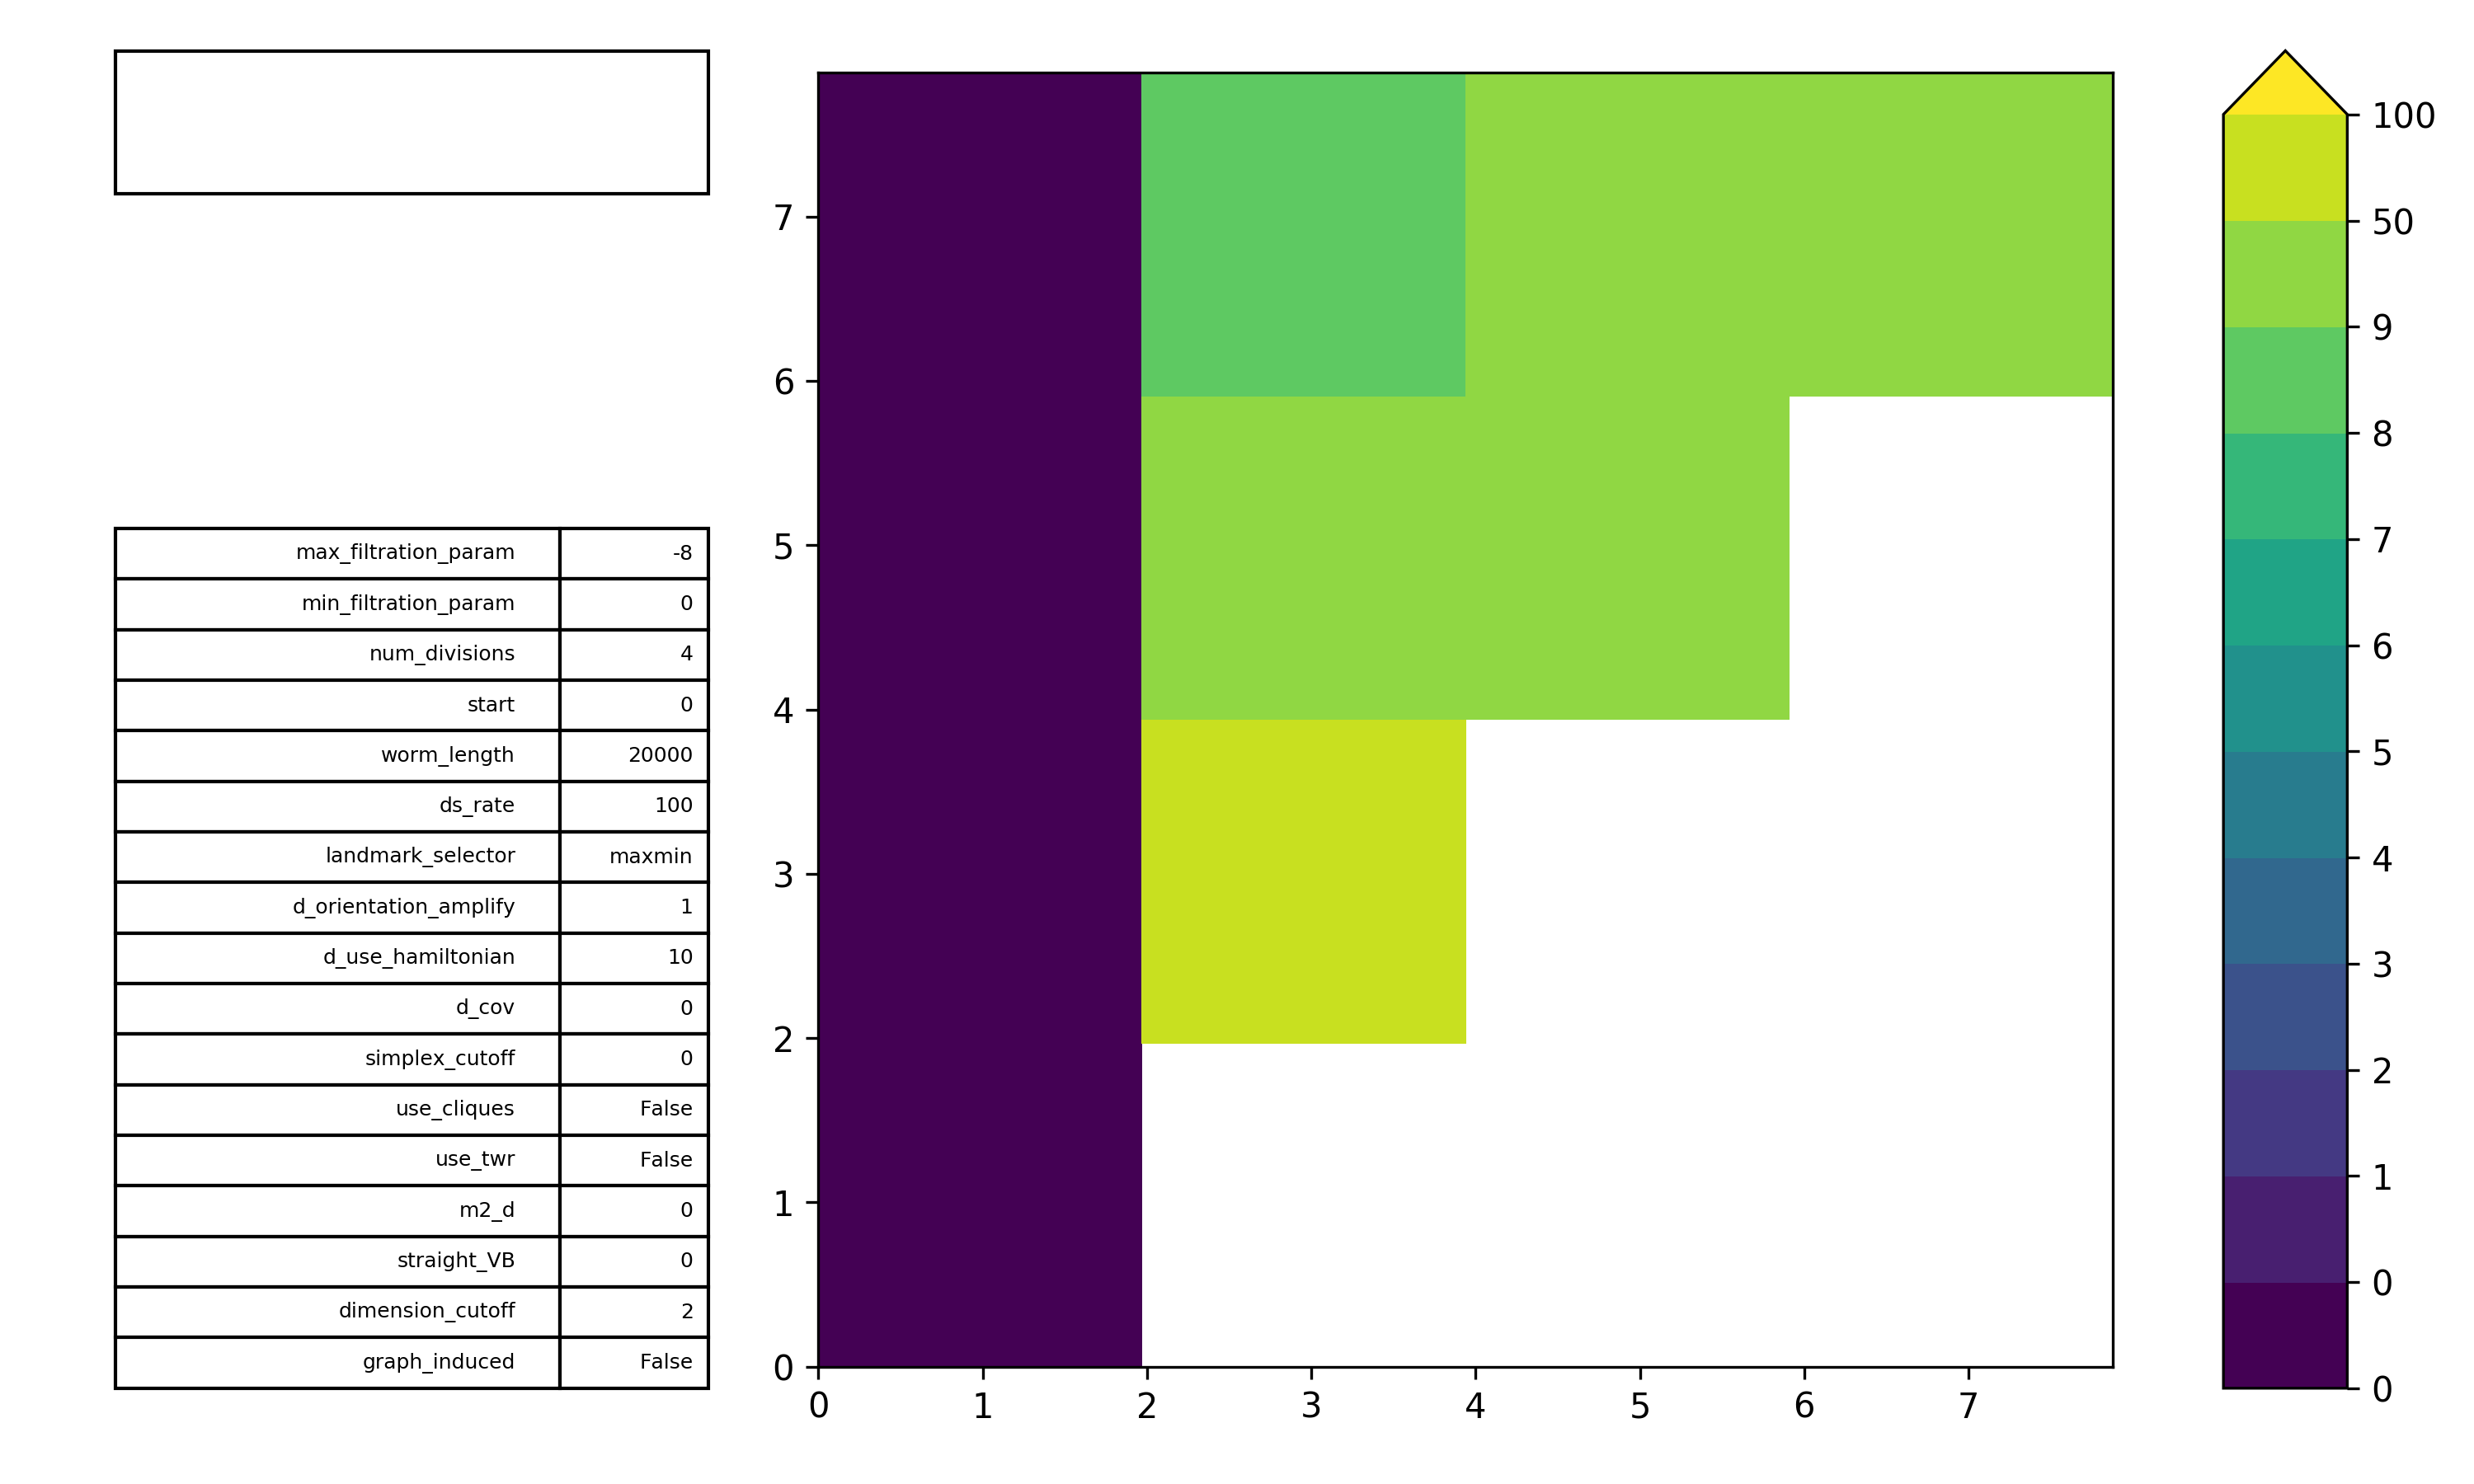 max_filtration_param -8
min_filtration_param 0
num_divisions 4
start 0
worm_length 20000
ds_rate 100
landmark_selector maxmin
d_orientation_amplify 1
d_use_hamiltonian 10
d_cov 0
simplex_cutoff 0
use_cliques False
use_twr False
m2_d 0
straight_VB 0
dimension_cutoff 2
graph_induced False
7
6
5
4
3
2
1
0
0 1 2 3 4 5 6 7
100
50
9
8
7
6
5
4
3
2
1
0
0